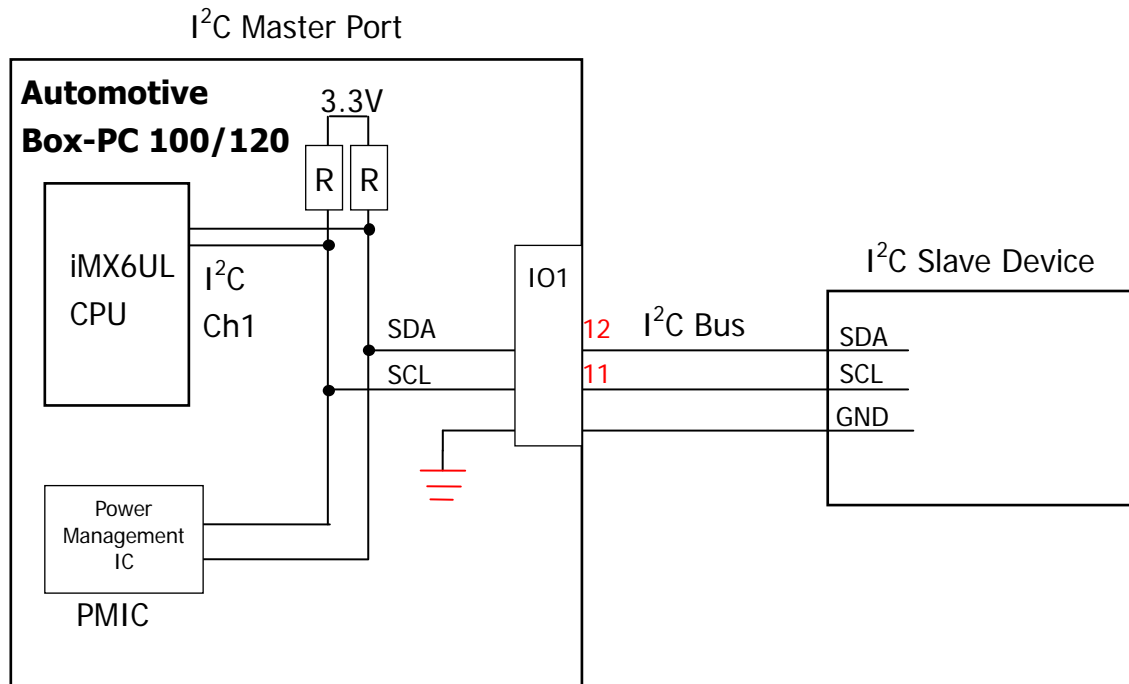 I²C Master Port
Automotive
Box-PC 100/120
3.3V
R R
iMX6UL
CPU
I²C
Ch1
IO1
SDA
SCL
12
11
I²C Bus
I²C Slave Device
SDA
SCL
GND
Power
Management
IC
PMIC